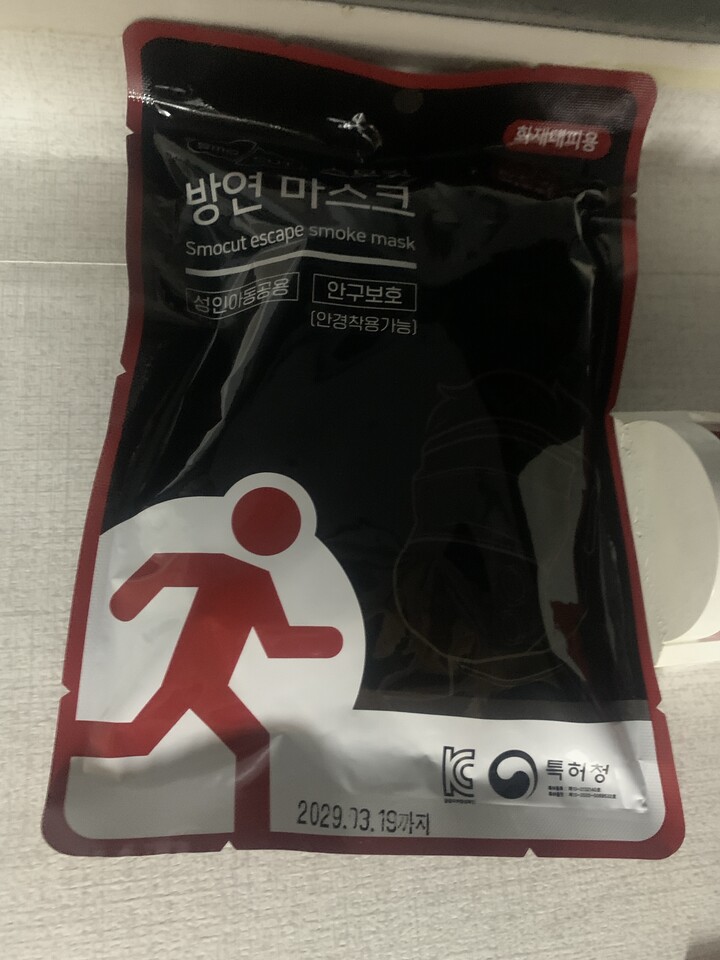 화재대피용
방연 마스크
Smocut escape smoke mask
성인아동공용
안구보호
(안경착용가능)
특허청
2029.03.19까지